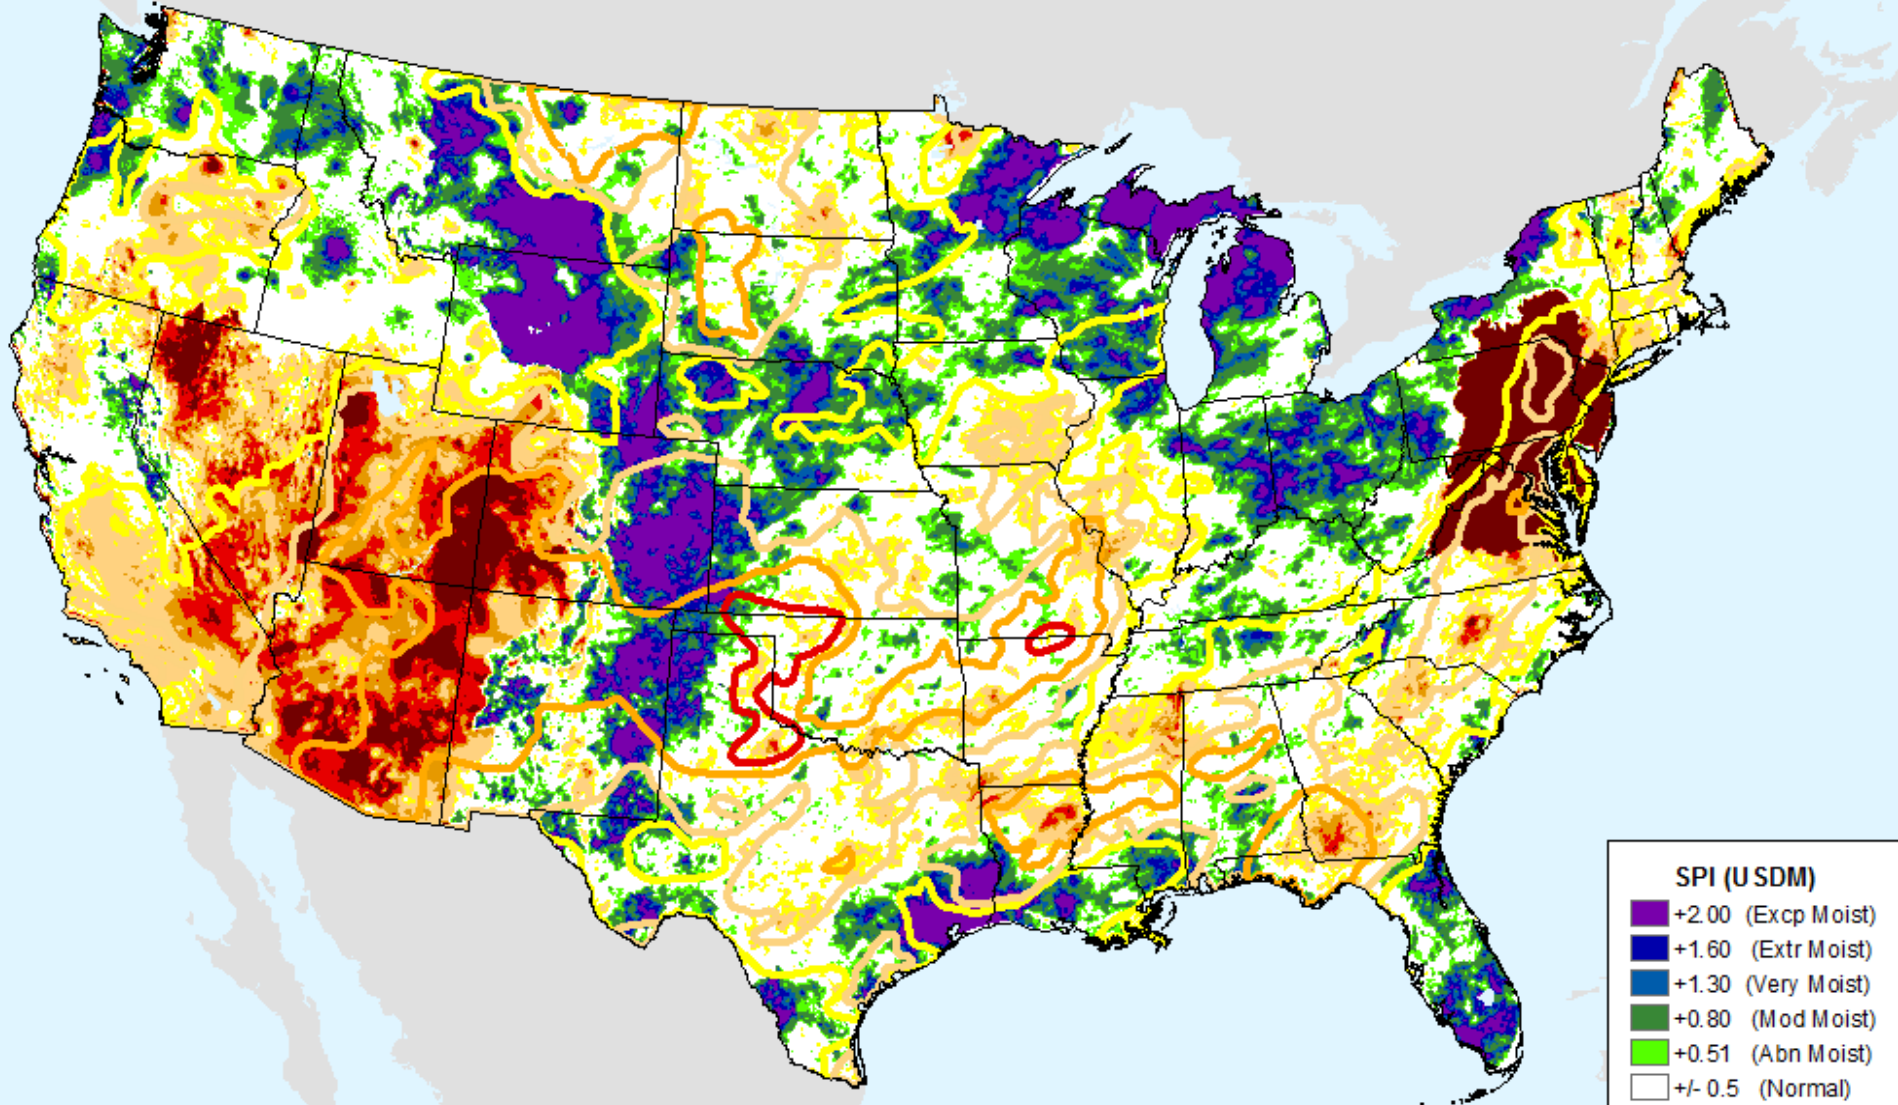 SPI (USDM)
+2.00 (Excp Moist)
+1.60 (Extr Moist)
+1.30 (Very Moist)
+0.80 (Mod Moist)
+0.51 (Abn Moist)
+/- 0.5 (Normal)